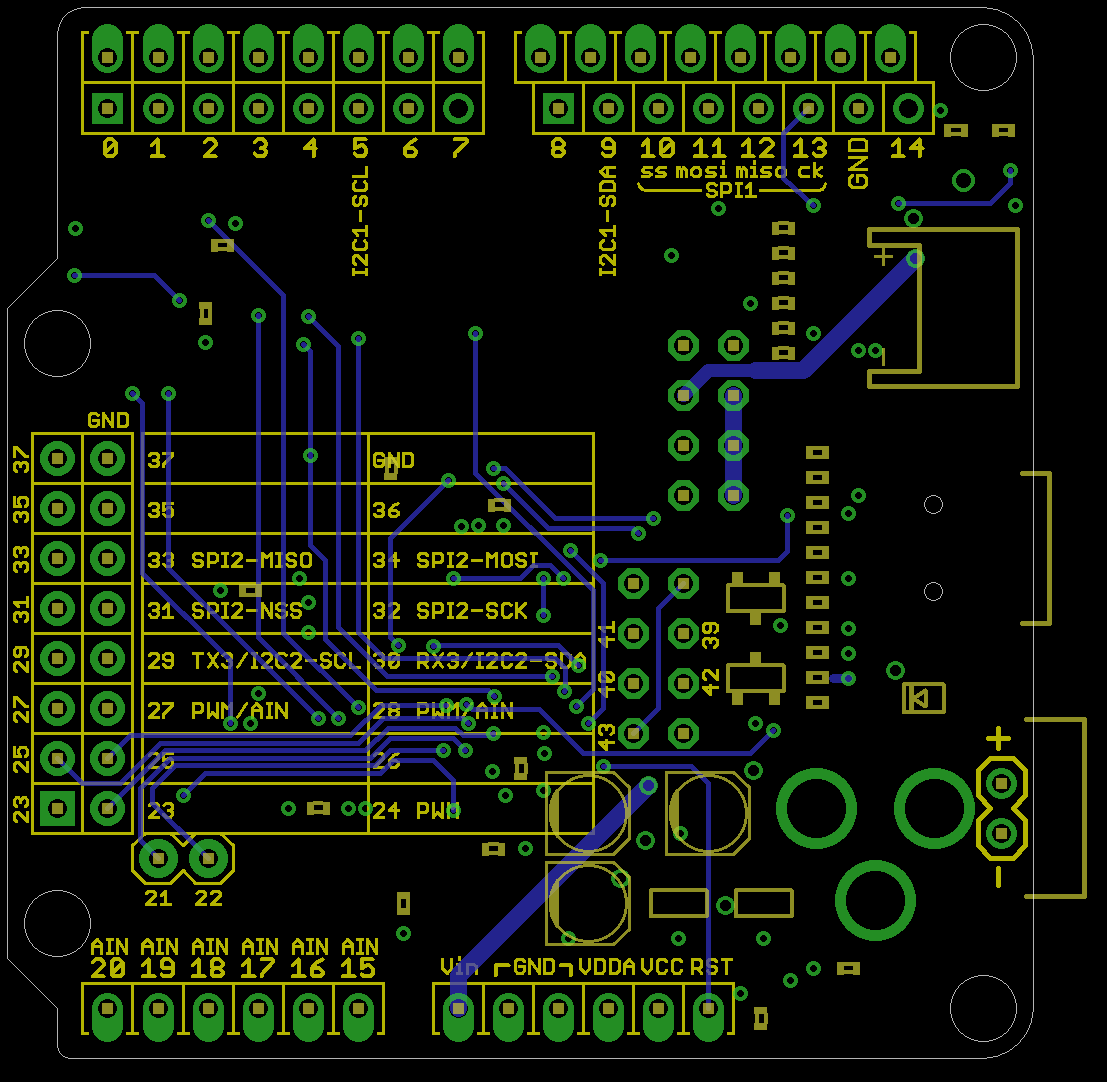 0 1 2 3 4 5 6 7 8 9 10 11 12 13 GND 14
ss mosi miso ck
SPI1
I2C1-SCL
I2C1-SDA
+
-
GND
37 37 GND
35 35 36
33 33 SPI2-MISO 34 SPI2-MOSI
31 31 SPI2-NSS 32 SPI2-SCK
29 29 TX3/I2C2-SCL 30 RX3/I2C2-SDA
27 27 PWM/AIN 28 PWM/AIN
25 25 26
23 23 24 PWM
41 39
40 42
43
+
-
21 22
AIN AIN AIN AIN AIN AIN
20 19 18 17 16 15
Vin GND VDDA VCC RST